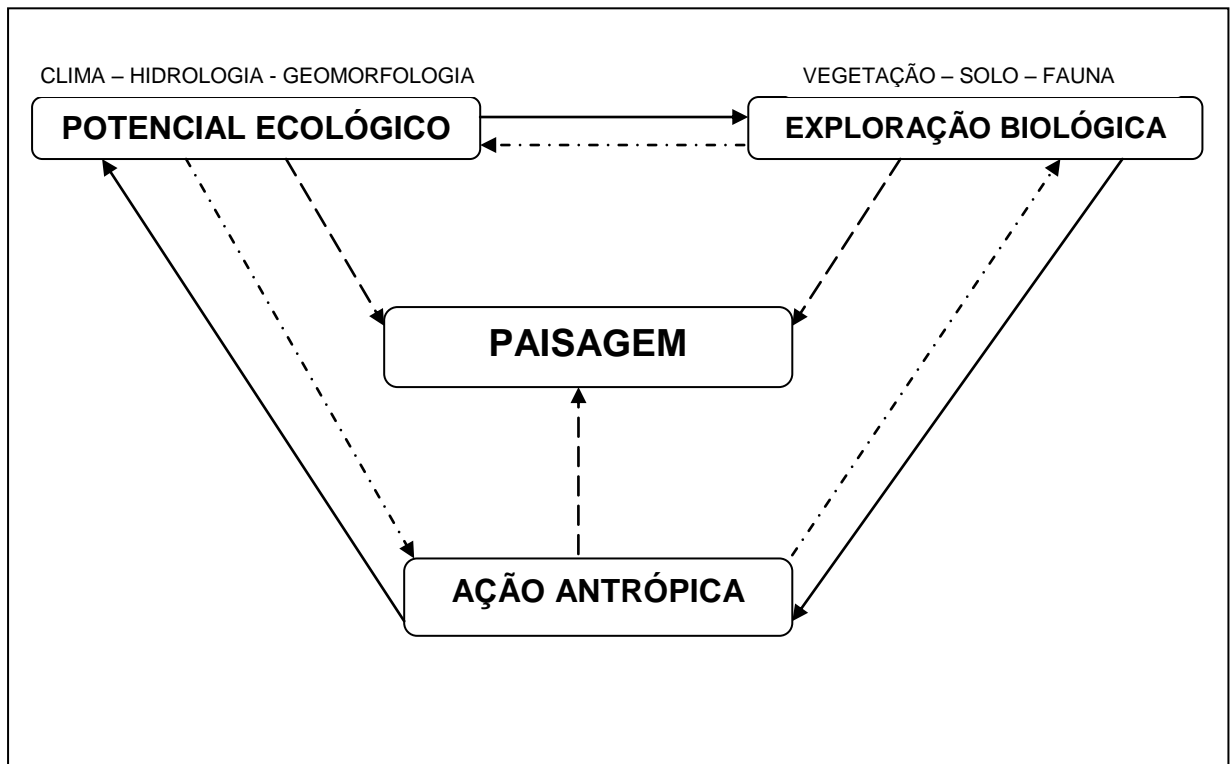 CLIMA – HIDROLOGIA - GEOMORFOLOGIA
VEGETAÇÃO – SOLO – FAUNA
POTENCIAL ECOLÓGICO
EXPLORAÇÃO BIOLÓGICA
PAISAGEM
AÇÃO ANTRÓPICA